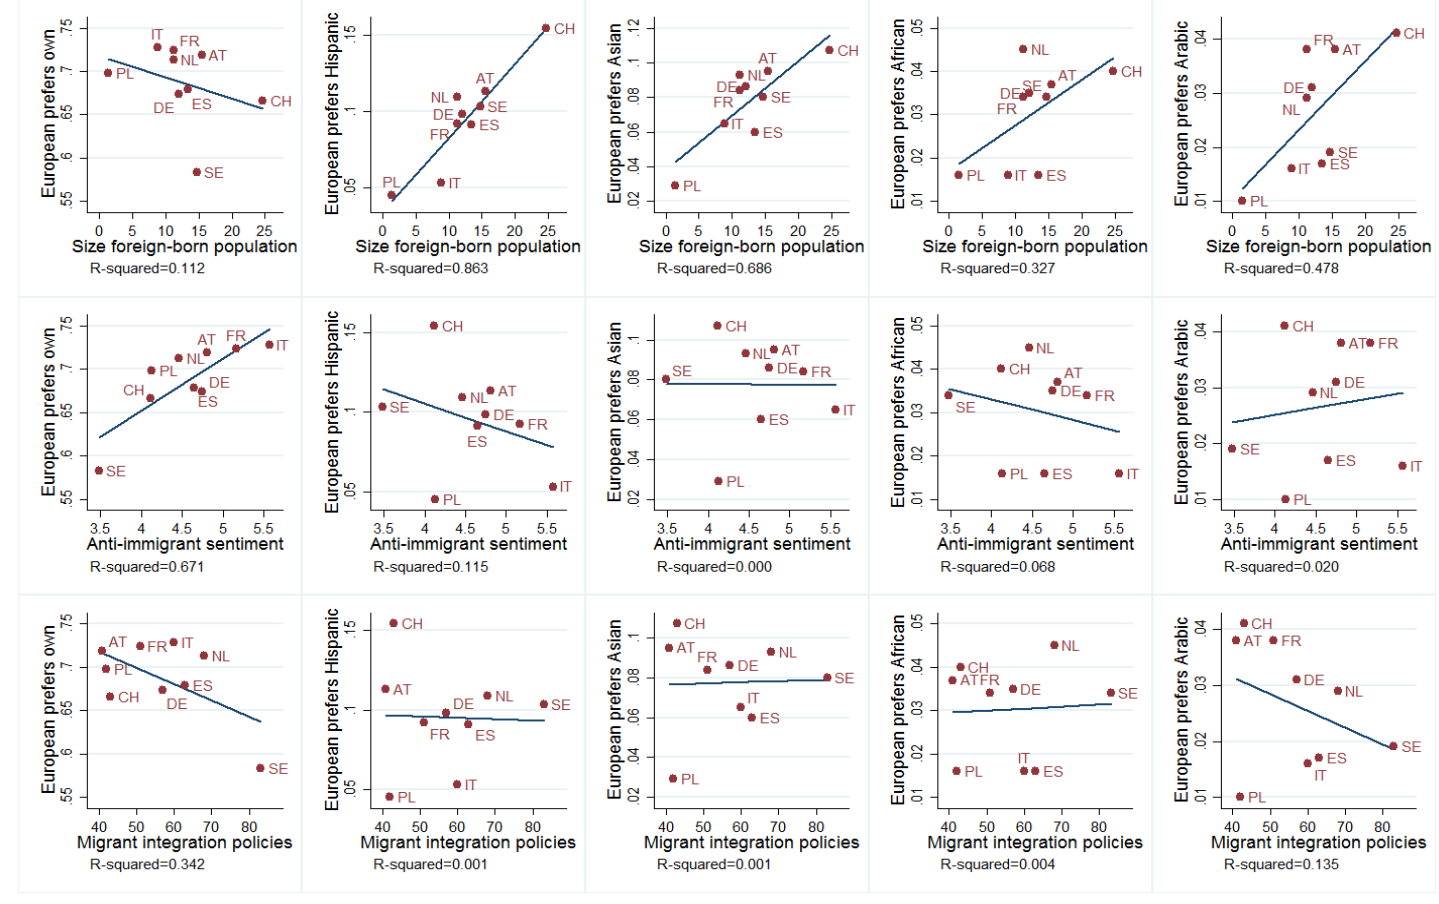 European prefers own
.55 .6 .65 .7 .75
IT
FR
NL
AT
PL
DE
ES
CH
SE
0 5 10 15 20 25
Size foreign-born population
R-squared=0.112
European prefers Hispanic
.05 .1 .15
CH
AT
NL
SE
DE
FR
ES
PL
IT
0 5 10 15 20 25
Size foreign-born population
R-squared=0.863
European prefers Asian
.02 .04 .06 .08 .1 .12
CH
AT
NL
DE
FR
SE
IT
ES
PL
0 5 10 15 20 25
Size foreign-born population
R-squared=0.686
European prefers African
.01 .02 .03 .04 .05
NL
CH
AT
SE
DE
FR
PL
IT
ES
0 5 10 15 20 25
Size foreign-born population
R-squared=0.327
European prefers Arabic
.01 .02 .03 .04
CH
FR
AT
DE
NL
SE
IT
ES
PL
0 5 10 15 20 25
Size foreign-born population
R-squared=0.478
European prefers own
.55 .6 .65 .7 .75
AT
FR
IT
NL
PL
CH
DE
ES
SE
3.5 4 4.5 5 5.5
Anti-immigrant sentiment
R-squared=0.671
European prefers Hispanic
.05 .1 .15
CH
AT
NL
SE
DE
FR
ES
IT
PL
3.5 4 4.5 5 5.5
Anti-immigrant sentiment
R-squared=0.115
European prefers Asian
.02 .04 .06 .08 .1
CH
NL
AT
SE
DE
FR
IT
ES
PL
3.5 4 4.5 5 5.5
Anti-immigrant sentiment
R-squared=0.000
European prefers African
.01 .02 .03 .04 .05
NL
CH
AT
DE
FR
SE
PL
ES
IT
3.5 4 4.5 5 5.5
Anti-immigrant sentiment
R-squared=0.068
European prefers Arabic
.01 .02 .03 .04
CH
AT
FR
DE
NL
SE
ES
IT
PL
3.5 4 4.5 5 5.5
Anti-immigrant sentiment
R-squared=0.020
European prefers own
.55 .6 .65 .7 .75
AT
FR
IT
NL
PL
CH
ES
DE
SE
40 50 60 70 80
Migrant integration policies
R-squared=0.342
European prefers Hispanic
.05 .1 .15
CH
AT
NL
DE
SE
FR
ES
IT
PL
40 50 60 70 80
Migrant integration policies
R-squared=0.001
European prefers Asian
.02 .04 .06 .08 .1
CH
AT
FR
DE
NL
SE
IT
ES
PL
40 50 60 70 80
Migrant integration policies
R-squared=0.001
European prefers African
.01 .02 .03 .04 .05
NL
CH
AT
FR
DE
SE
IT
PL
ES
40 50 60 70 80
Migrant integration policies
R-squared=0.004
European prefers Arabic
.01 .02 .03 .04
CH
AT
FR
DE
NL
SE
ES
IT
PL
40 50 60 70 80
Migrant integration policies
R-squared=0.135